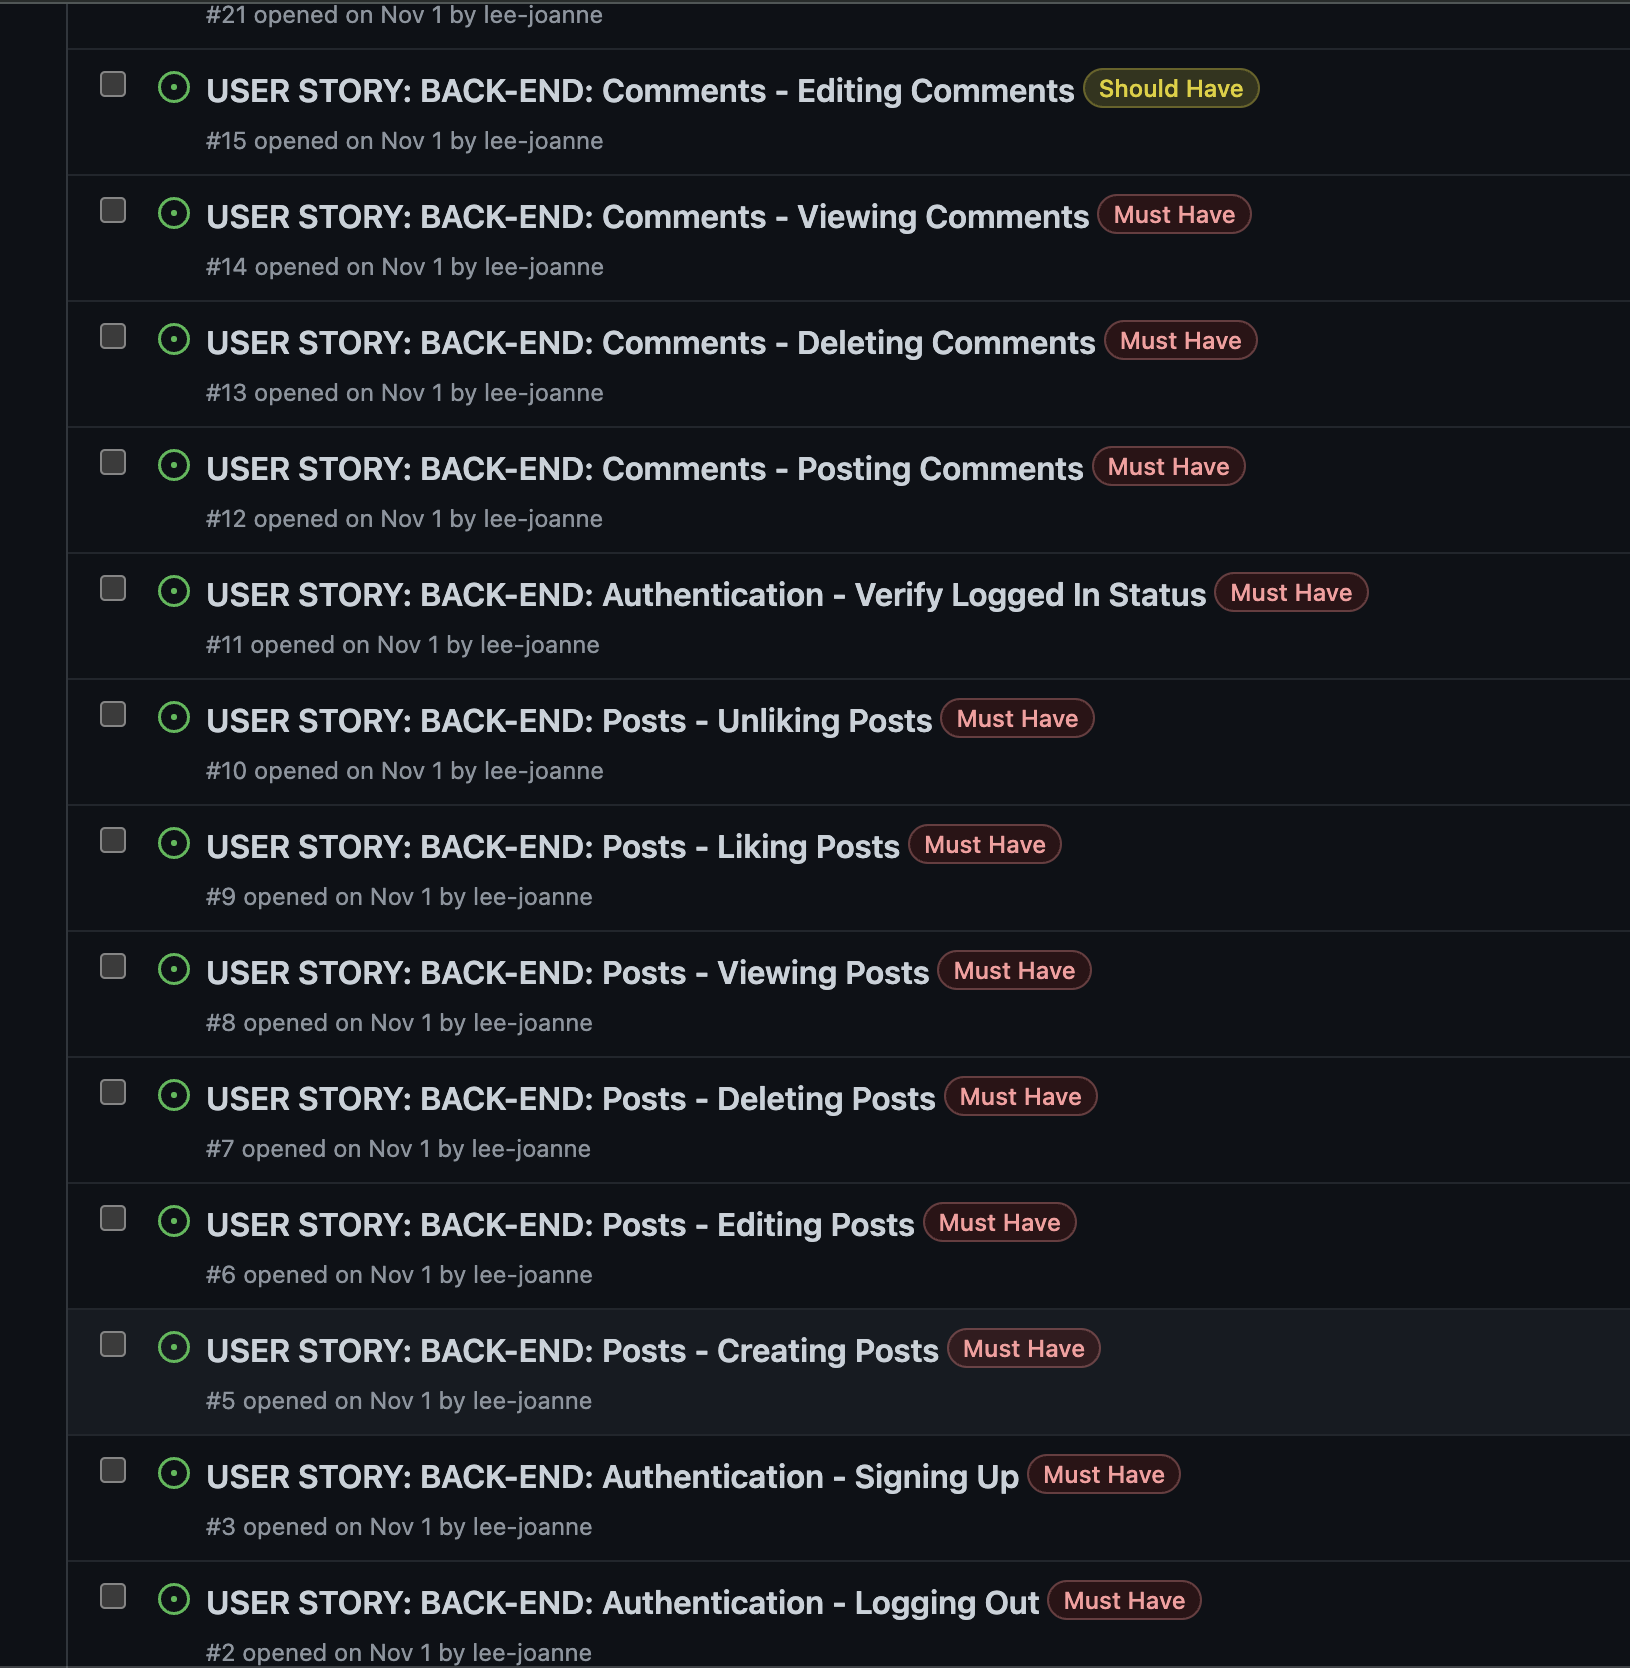 #21 opened on Nov 1 by lee-joanne
USER STORY: BACK-END: Comments - Editing Comments Should Have
#15 opened on Nov 1 by lee-joanne
USER STORY: BACK-END: Comments - Viewing Comments Must Have
#14 opened on Nov 1 by lee-joanne
USER STORY: BACK-END: Comments - Deleting Comments Must Have
#13 opened on Nov 1 by lee-joanne
USER STORY: BACK-END: Comments - Posting Comments Must Have
#12 opened on Nov 1 by lee-joanne
USER STORY: BACK-END: Authentication - Verify Logged In Status Must Have
#11 opened on Nov 1 by lee-joanne
USER STORY: BACK-END: Posts - Unliking Posts Must Have
#10 opened on Nov 1 by lee-joanne
USER STORY: BACK-END: Posts - Liking Posts Must Have
#9 opened on Nov 1 by lee-joanne
USER STORY: BACK-END: Posts - Viewing Posts Must Have
#8 opened on Nov 1 by lee-joanne
USER STORY: BACK-END: Posts - Deleting Posts Must Have
#7 opened on Nov 1 by lee-joanne
USER STORY: BACK-END: Posts - Editing Posts Must Have
#6 opened on Nov 1 by lee-joanne
USER STORY: BACK-END: Posts - Creating Posts Must Have
#5 opened on Nov 1 by lee-joanne
USER STORY: BACK-END: Authentication - Signing Up Must Have
#3 opened on Nov 1 by lee-joanne
USER STORY: BACK-END: Authentication - Logging Out Must Have
#2 opened on Nov 1 by lee-joanne